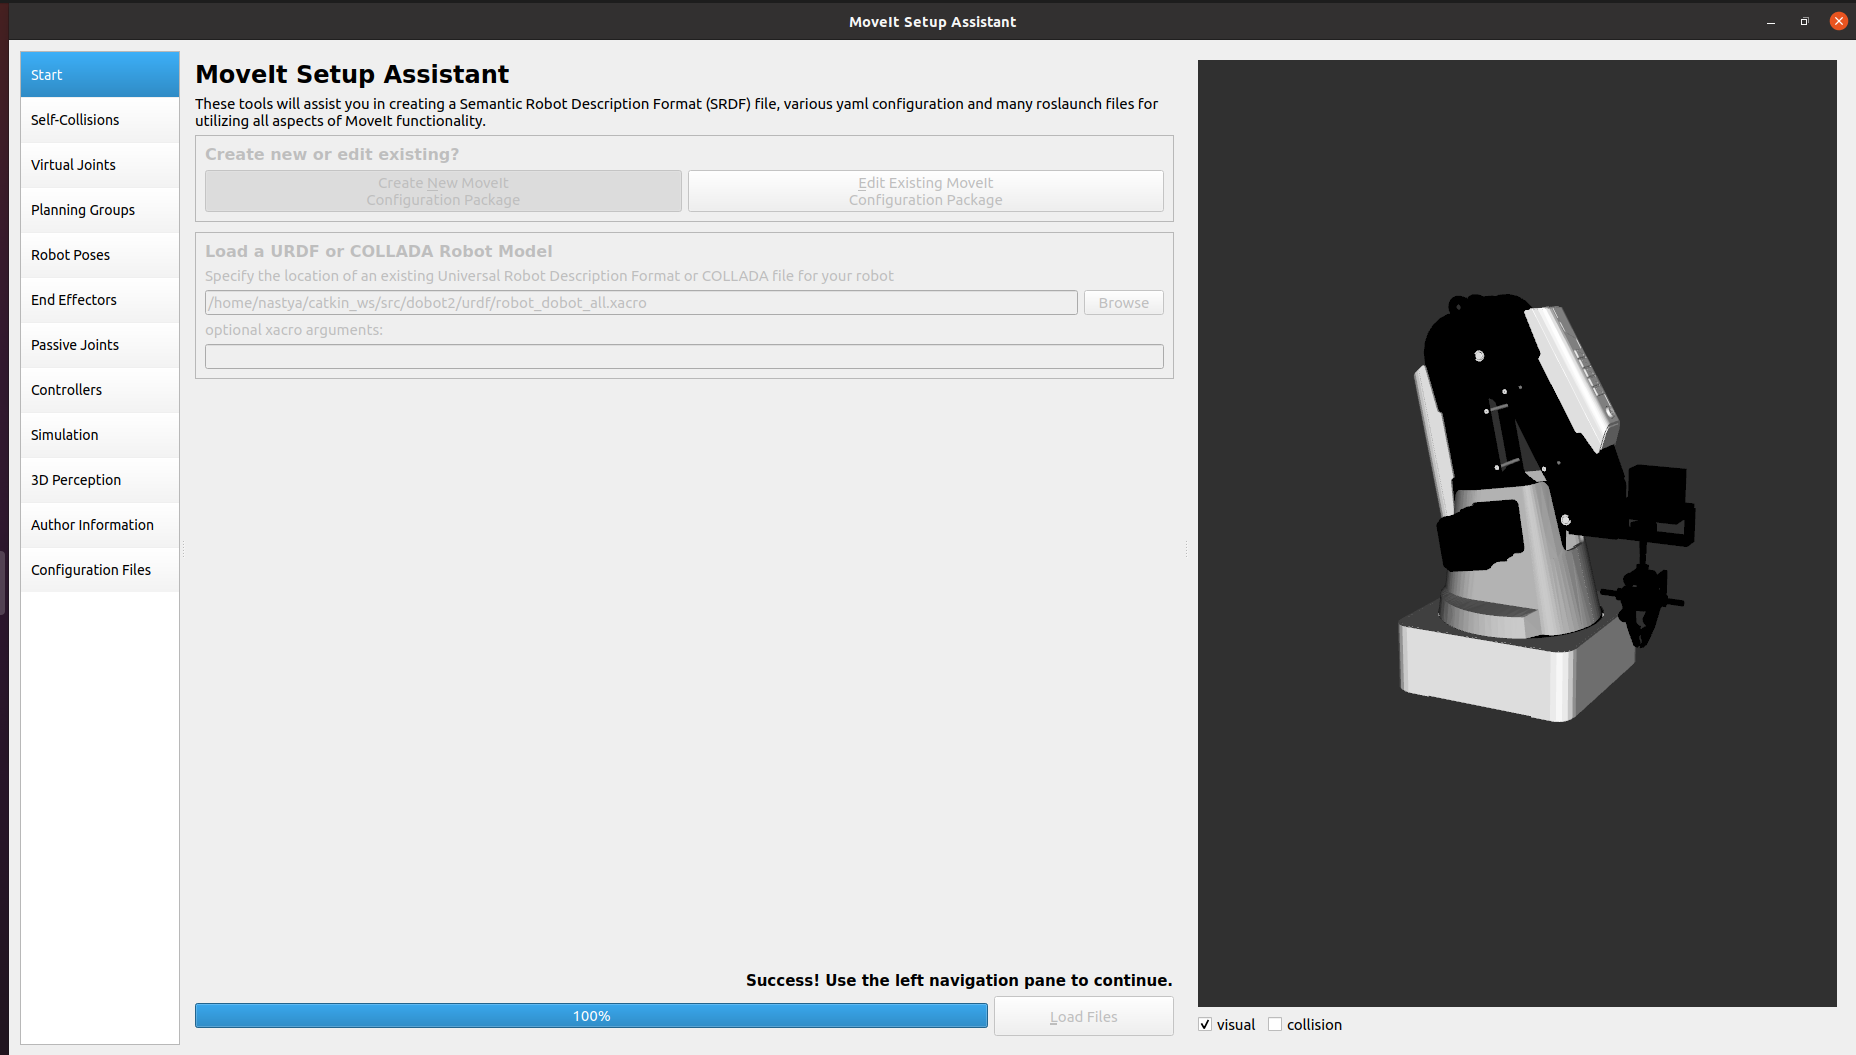 MoveIt Setup Assistant
Start
Self-Collisions
Virtual Joints
Planning Groups
Robot Poses
End Effectors
Passive Joints
Controllers
Simulation
3D Perception
Author Information
Configuration Files
MoveIt Setup Assistant
These tools will assist you in creating a Semantic Robot Description Format (SRDF) file, various yaml configuration and many roslaunch files for
utilizing all aspects of MoveIt functionality.
Create new or edit existing?
Create New MoveIt
Configuration Package
Edit Existing MoveIt
Configuration Package
Load a URDF or COLLADA Robot Model
Specify the location of an existing Universal Robot Description Format or COLLADA file for your robot
/home/nastya/catkin_ws/src/dobot2/urdf/robot_dobot_all.xacro
Browse
optional xacro arguments:
Success! Use the left navigation pane to continue.
100%
Load Files
visual
collision